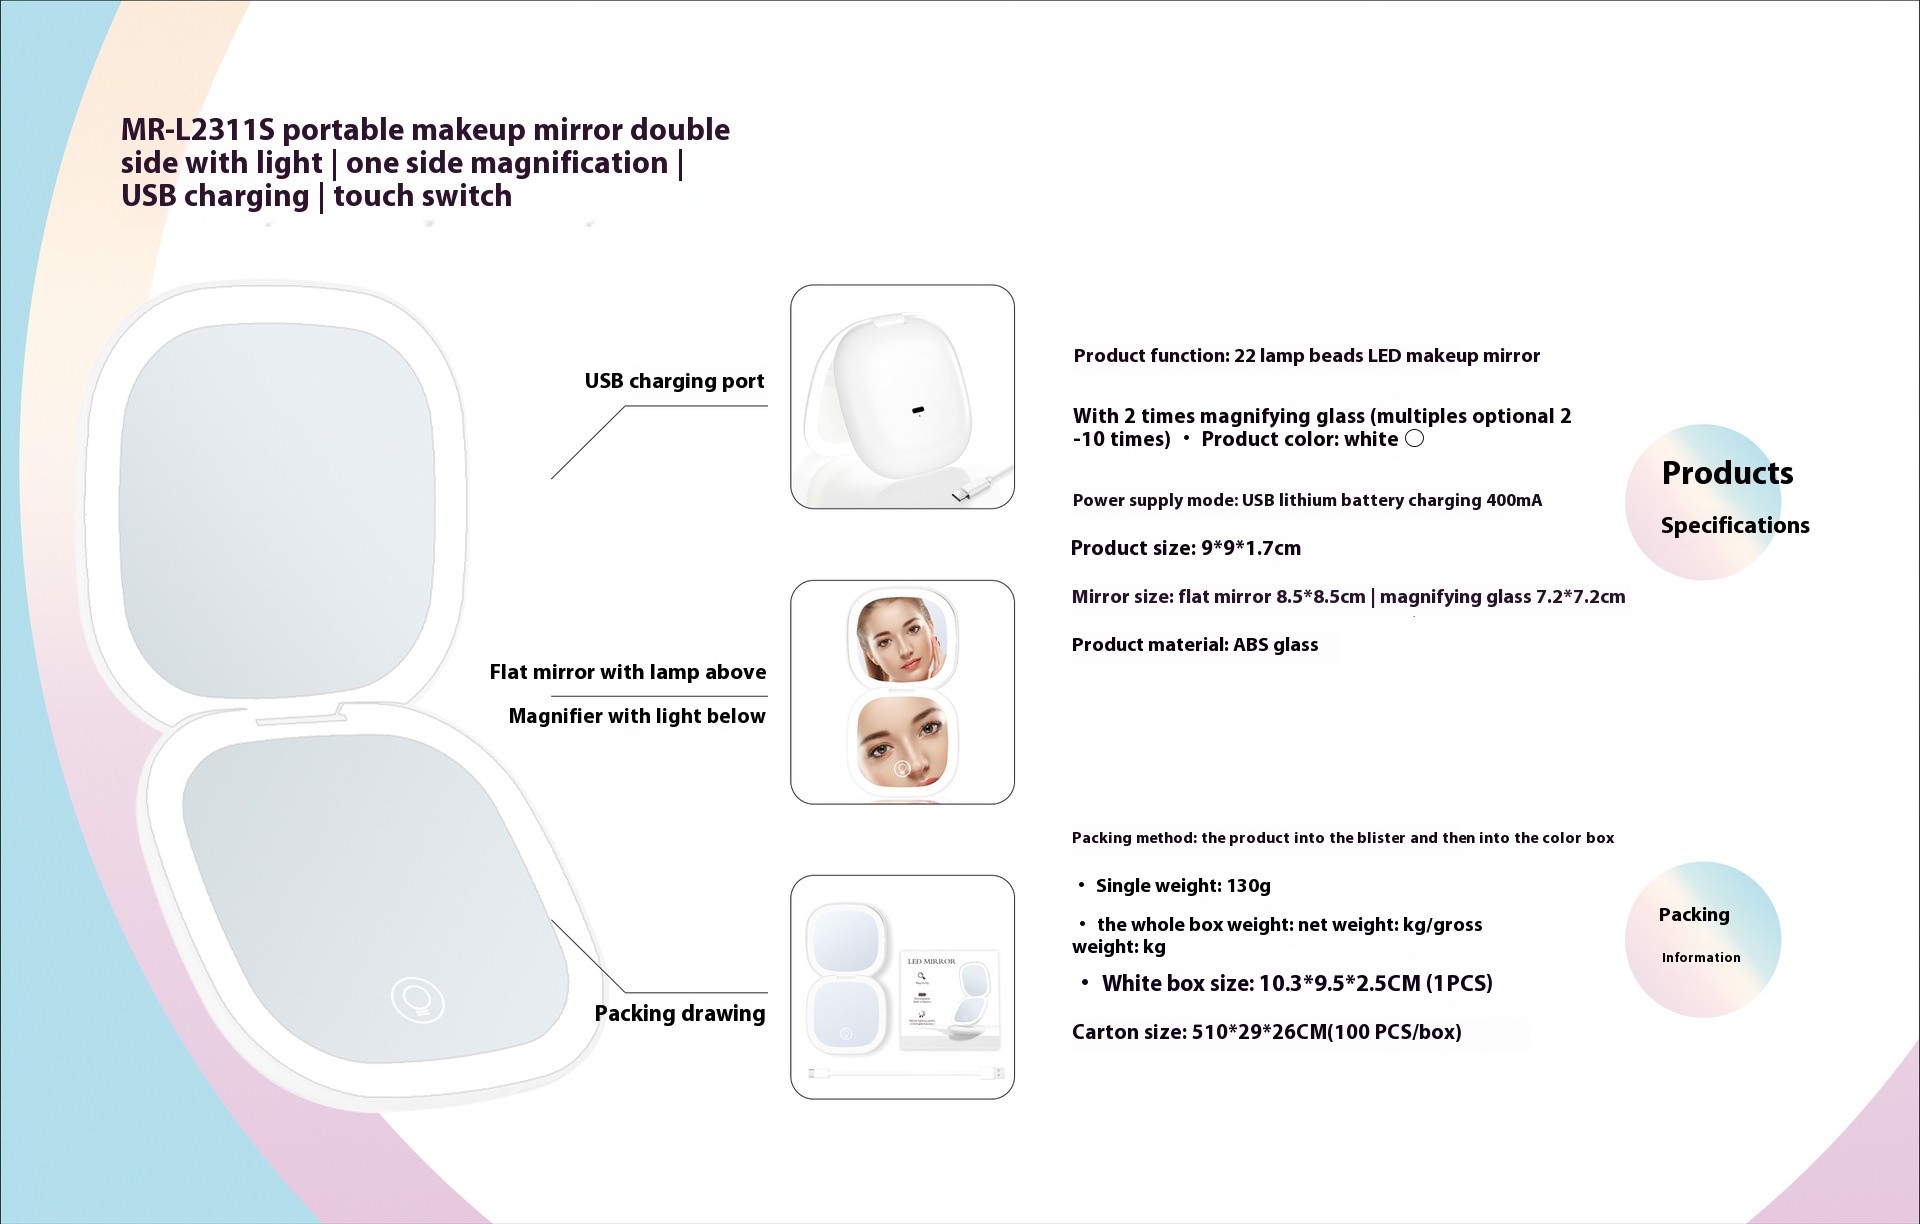 MR-L2311S portable makeup mirror double
side with light | one side magnification |
USB charging | touch switch
USB charging port
Flat mirror with lamp above
Magnifier with light below
LED MIRROR
Packing drawing
Product function: 22 lamp beads LED makeup mirror
With 2 times magnifying glass (multiples optional 2
-10 times) • Product color: white ○
Power supply mode: USB lithium battery charging 400mA
Product size: 9*9*1.7cm
Mirror size: flat mirror 8.5*8.5cm | magnifying glass 7.2*7.2cm
Product material: ABS glass
Products
Specifications
Packing method: the product into the blister and then into the color box
• Single weight: 130g
• the whole box weight: net weight: kg/gross
weight: kg
• White box size: 10.3*9.5*2.5CM (1PCS)
Carton size: 510*29*26CM(100 PCS/box)
Packing
Information